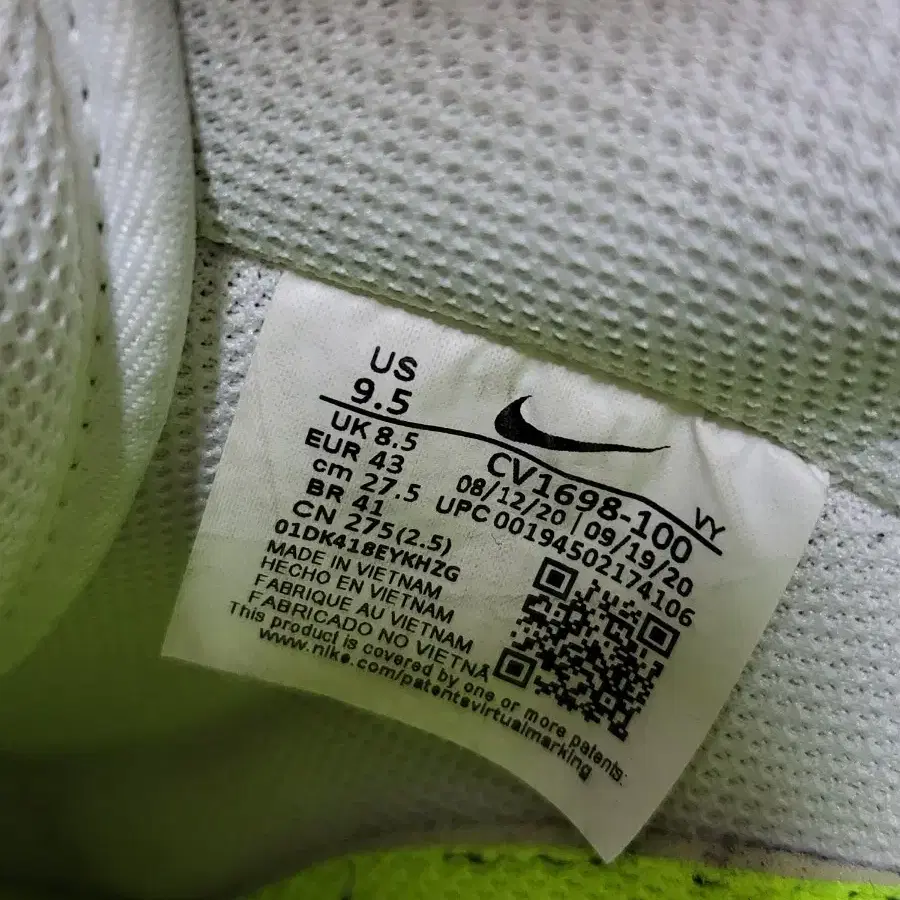 US
9.5
UK 8.5
EUR 43
cm 27.5
BR 41
CN 275(2.5)
01DK418EYKHZG
MADE IN VIETNAM
HECHO EN VIETNAM
FABRIQUE AU VIETNAM
FABRICADO NO VIETNÃ
This product is covered by one or more patents.
www.nike.com/patentsvirtualmarking
CV1698-100 VY
08/12/20 | 09/19/20
UPC 00194502174106